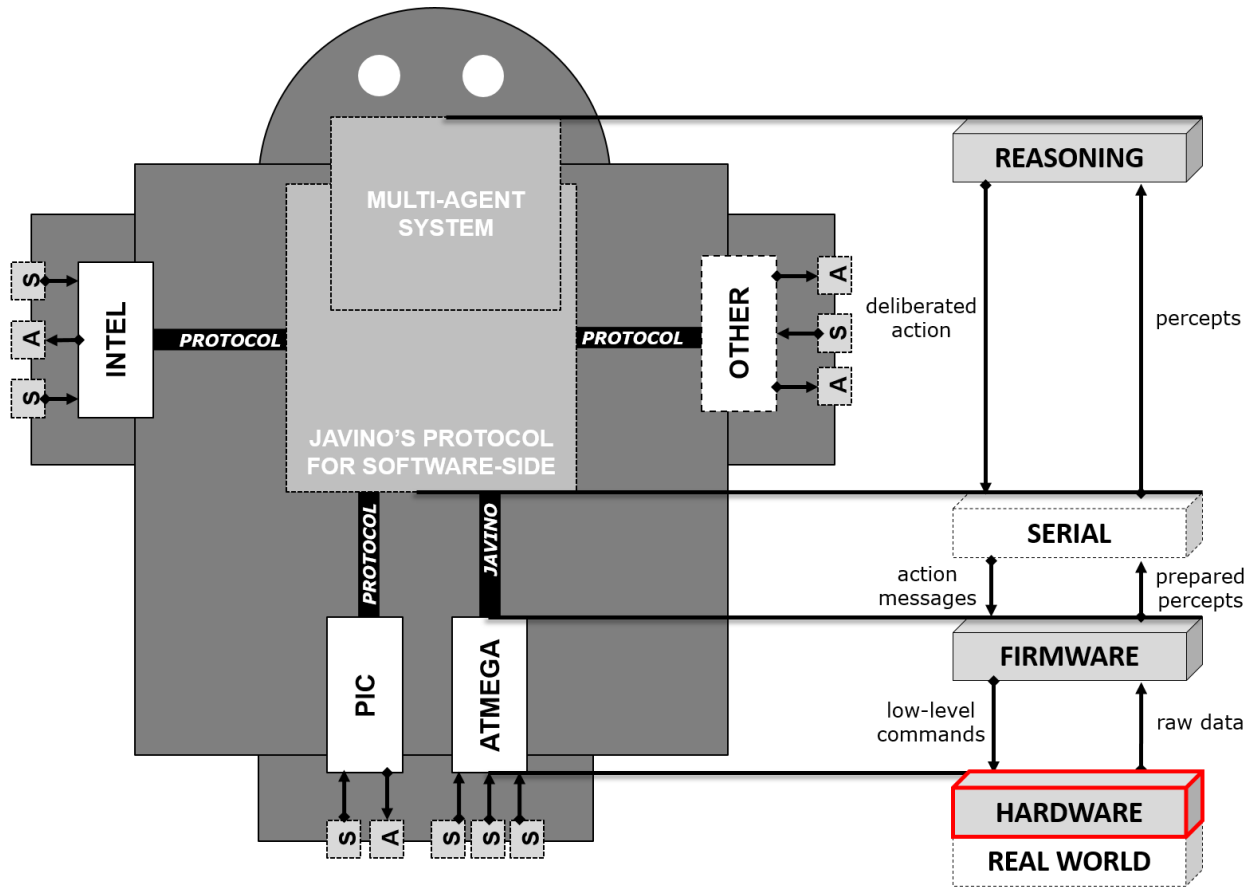 REASONING
MULTI-AGENT
SYSTEM
S
A
S
INTEL
PROTOCOL
PROTOCOL
OTHER
A
S
A
deliberated
action
percepts
JAVINO'S PROTOCOL
FOR SOFTWARE-SIDE
PROTOCOL
JAVINO
SERIAL
action
messages
prepared
percepts
PIC
ATMEGA
FIRMWARE
low-level
commands
raw data
S
A
S
S
S
HARDWARE
REAL WORLD